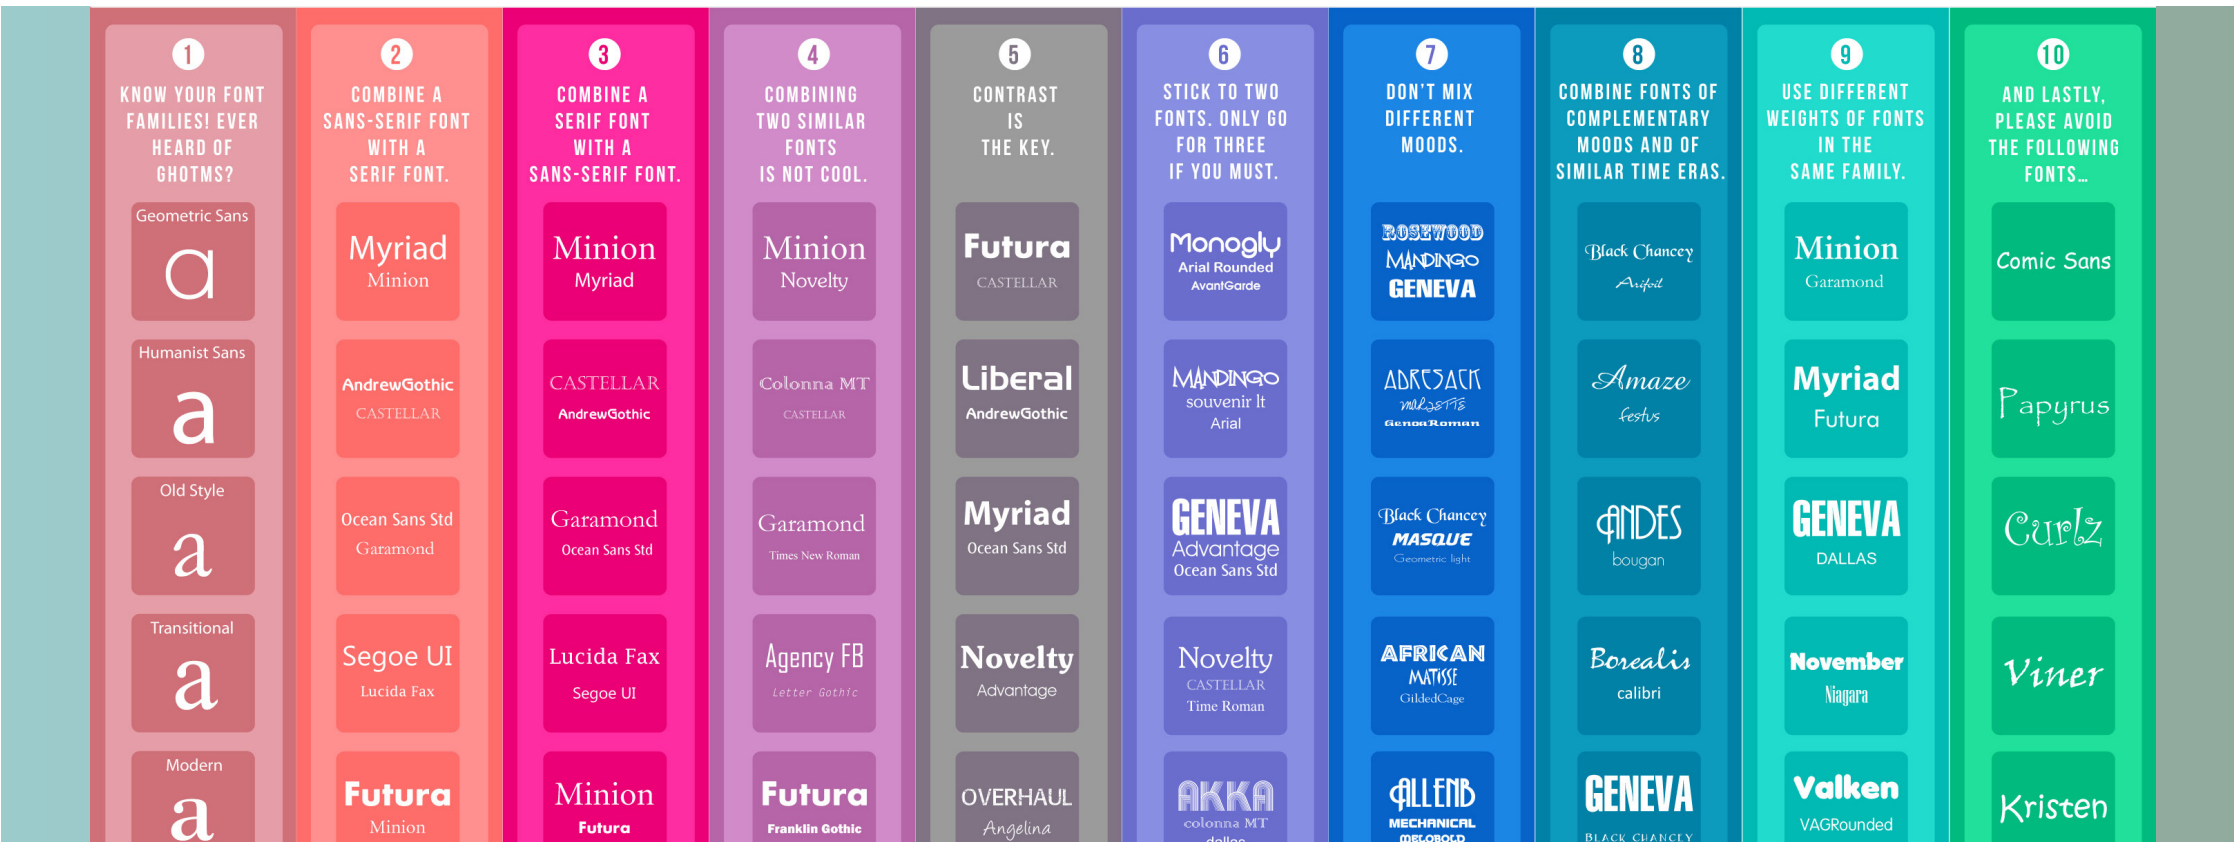 1
KNOW YOUR FONT
FAMILIES! EVER
HEARD OF
GHOTMS?
Geometric Sans
a
Humanist Sans
a
Old Style
a
Transitional
a
Modern
a
2
COMBINE A
SANS-SERIF FONT
WITH A
SERIF FONT.
Myriad
Minion
AndrewGothic
CASTELLAR
Ocean Sans Std
Garamond
Segoe UI
Lucida Fax
Futura
Minion
3
COMBINE A
SERIF FONT
WITH A
SANS-SERIF FONT.
Minion
Myriad
CASTELLAR
AndrewGothic
Garamond
Ocean Sans Std
Lucida Fax
Segoe UI
Minion
Futura
4
COMBINING
TWO SIMILAR
FONTS
IS NOT COOL.
Minion
Novelty
Colonna MT
CASTELLAR
Garamond
Times New Roman
Agency FB
Letter Gothic
Futura
Franklin Gothic
5
CONTRAST
IS
THE KEY.
Futura
CASTELLAR
Liberal
AndrewGothic
Myriad
Ocean Sans Std
Novelty
Advantage
OVERHAUL
Angelina
6
STICK TO TWO
FONTS. ONLY GO
FOR THREE
IF YOU MUST.
Monogly
Arial Rounded
AvantGarde
MANDINGO
souvenir lt
Arial
GENEVA
Advantage
Ocean Sans Std
Novelty
CASTELLAR
Time Roman
AKKA
colonna MT
dallas
7
DON'T MIX
DIFFERENT
MOODS.
ROSEWOOD
MANDINGO
GENEVA
ADRESACK
GenoaRoman
Black Chancey
MASQUE
Geometric light
AFRICAN
MATISSE
GildedCage
ALLENB
MECHANICAL
8
COMBINE FONTS OF
COMPLEMENTARY
MOODS AND OF
SIMILAR TIME ERAS.
Black Chancey
Amaze
festus
ANDES
bougan
Borealis
calibri
GENEVA
BLACK CHANCEY
9
USE DIFFERENT
WEIGHTS OF FONTS
IN THE
SAME FAMILY.
Minion
Garamond
Myriad
Futura
GENEVA
DALLAS
November
Niagara
Valken
VAGRounded
10
AND LASTLY,
PLEASE AVOID
THE FOLLOWING
FONTS...
Comic Sans
Papyrus
Curlz
Viner
Kristen